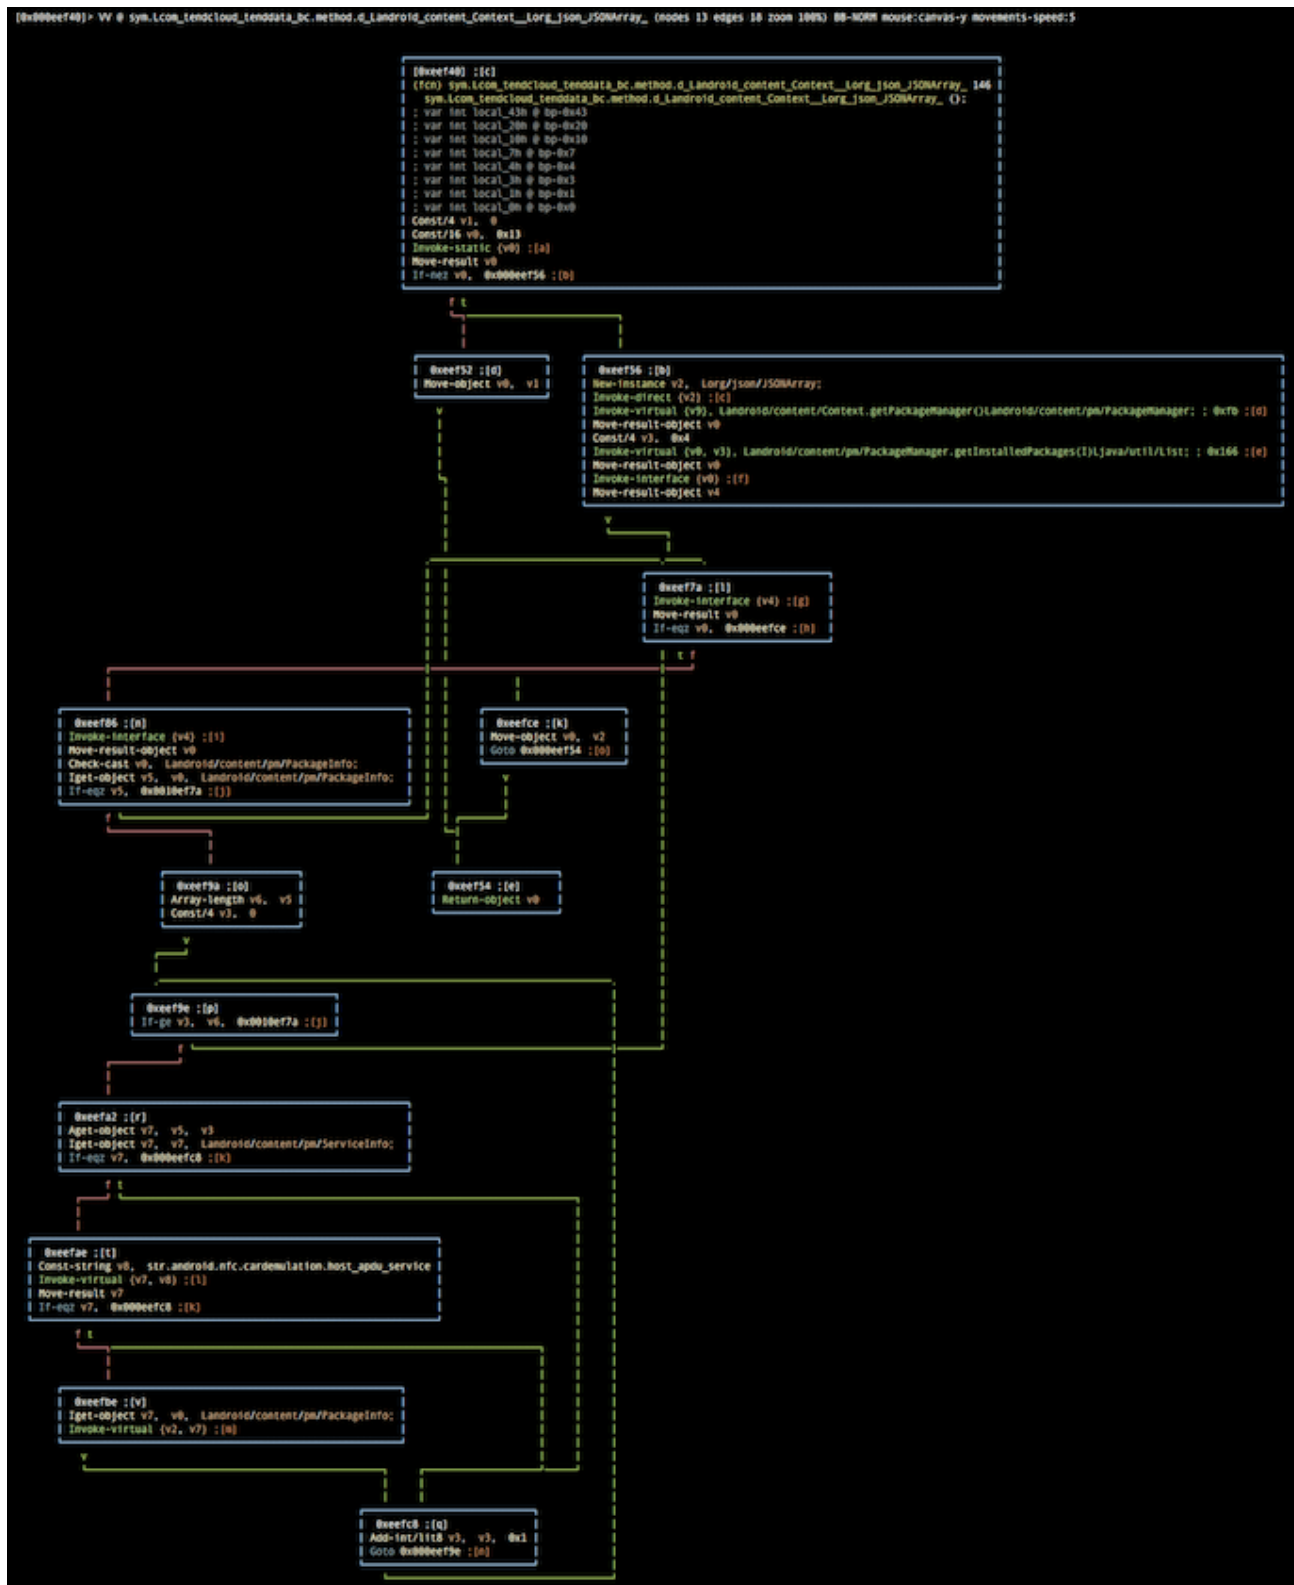 [0x000eef40]> VV @ sym.Lcom_tendcloud_tenddata_bc.method.d_Landroid_content_Context__Lorg_json_JSONArray_ (nodes 13 edges 18 zoom 100%) BB-NORM mouse:canvas-y movements-speed:5
[0xeef40] ;[c]
(fcn) sym.Lcom_tendcloud_tenddata_bc.method.d_Landroid_content_Context__Lorg_json_JSONArray_ 146
sym.Lcom_tendcloud_tenddata_bc.method.d_Landroid_content_Context__Lorg_json_JSONArray_ ();
; var int local_43h @ bp-0x43
; var int local_20h @ bp-0x20
; var int local_10h @ bp-0x10
; var int local_7h @ bp-0x7
; var int local_4h @ bp-0x4
; var int local_3h @ bp-0x3
; var int local_1h @ bp-0x1
; var int local_0h @ bp-0x0
Const/4 v1, 0
Const/16 v0, 0x13
Invoke-static {v0} ;[a]
Move-result v0
If-nez v0, 0x000eef56 ;[b]
f t
0xeef52 ;[d]
Move-object v0, v1
v
0xeef56 ;[b]
New-instance v2, Lorg/json/JSONArray;
Invoke-direct {v2} ;[c]
Invoke-virtual {v9}, Landroid/content/Context.getPackageManager()Landroid/content/pm/PackageManager; ; 0xfb ;[d]
Move-result-object v0
Const/4 v3, 0x4
Invoke-virtual {v0, v3}, Landroid/content/pm/PackageManager.getInstalledPackages(I)Ljava/util/List; ; 0x166 ;[e]
Move-result-object v0
Invoke-interface {v0} ;[f]
Move-result-object v4
v
0xeef7a ;[l]
Invoke-interface {v4} ;[g]
Move-result v0
If-eqz v0, 0x000eefce ;[h]
t f
0xeef86 ;[n]
Invoke-interface {v4} ;[i]
Move-result-object v0
Check-cast v0, Landroid/content/pm/PackageInfo;
Iget-object v5, v0, Landroid/content/pm/PackageInfo;
If-eqz v5, 0x0010ef7a ;[j]
f
0xeefce ;[k]
Move-object v0, v2
Goto 0x000eef54 ;[o]
v
0xeef9a ;[o]
Array-length v6, v5
Const/4 v3, 0
v
0xeef54 ;[e]
Return-object v0
0xeef9e ;[p]
If-ge v3, v6, 0x0010ef7a ;[j]
f
0xeefa2 ;[r]
Aget-object v7, v5, v3
Iget-object v7, v7, Landroid/content/pm/ServiceInfo;
If-eqz v7, 0x000eefc8 ;[k]
f t
0xeefae ;[t]
Const-string v8, str.android.nfc.cardemulation.host_apdu_service
Invoke-virtual {v7, v8} ;[l]
Move-result v7
If-eqz v7, 0x000eefc8 ;[k]
f t
0xeefbe ;[v]
Iget-object v7, v0, Landroid/content/pm/PackageInfo;
Invoke-virtual {v2, v7} ;[m]
v
0xeefc8 ;[q]
Add-int/lit8 v3, v3, 0x1
Goto 0x000eef9e ;[n]